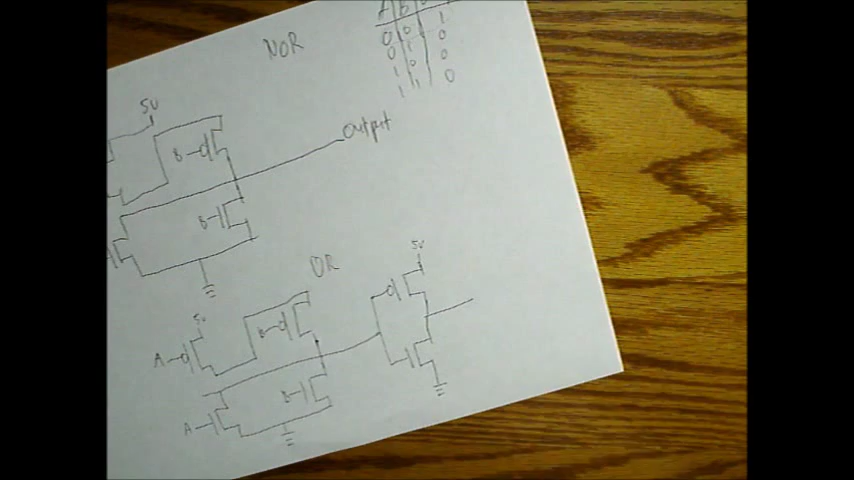 NOR
A B
0 0 1
0 1 0
1 0 0
1 1 0
5V
B
Output
B
OR
5V
5V
B
A
B
A